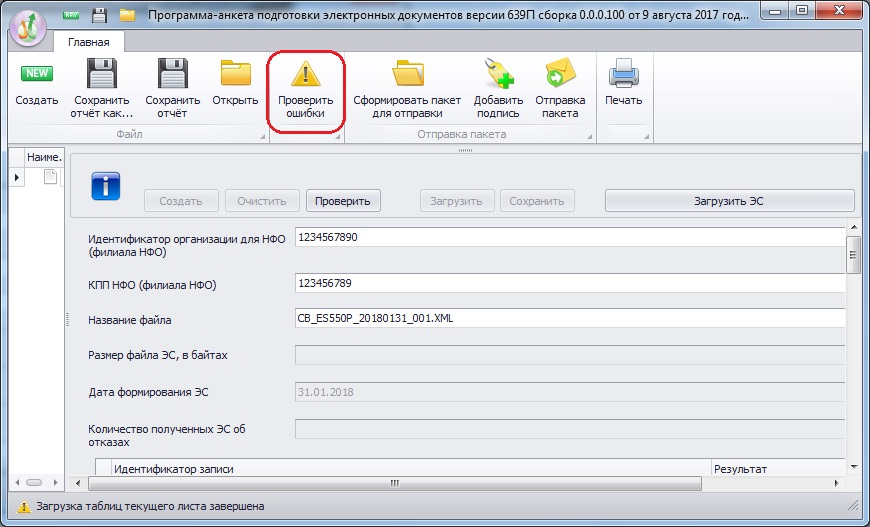 Программа-анкета подготовки электронных документов версии 639П сборка 0.0.0.100 от 9 августа 2017 год...
Главная
NEW
Создать
Сохранить
отчёт как...
Сохранить
отчёт
Открыть
Проверить
ошибки
Сформировать пакет
для отправки
Добавить
подпись
Отправка
пакета
Печать
Файл
Отправка пакета
Наиме...
Создать
Очистить
Проверить
Загрузить
Сохранить
Загрузить ЭС
Идентификатор организации для НФО
(филиала НФО)
1234567890
КПП НФО (филиала НФО)
123456789
Название файла
CB_ES550P_20180131_001.XML
Размер файла ЭС, в байтах
Дата формирования ЭС
31.01.2018
Количество полученных ЭС об
отказах
Идентификатор записи
Результат
Загрузка таблиц текущего листа завершена